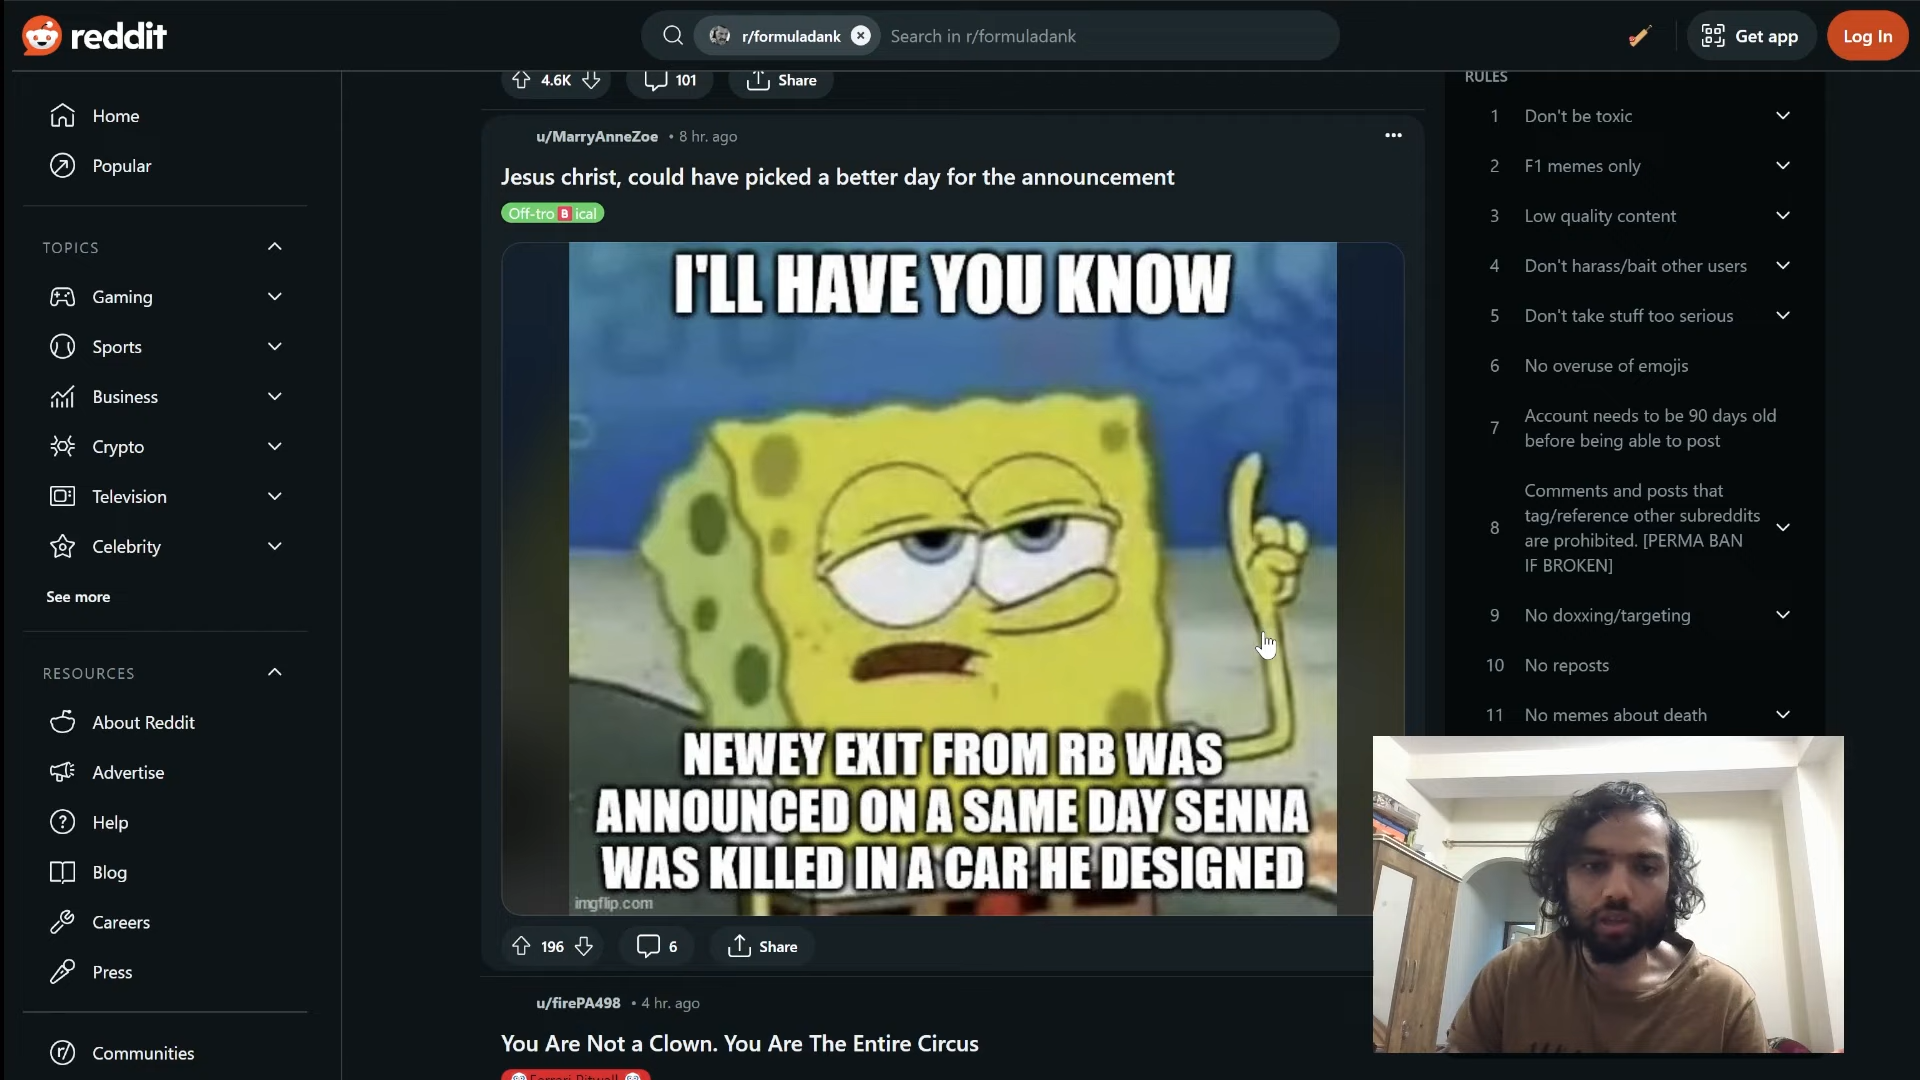 reddit
r/formuladank
Search in r/formuladank
Get app
Log In
Home
Popular
TOPICS
Gaming
Sports
Business
Crypto
Television
Celebrity
See more
RESOURCES
About Reddit
Advertise
Help
Blog
Careers
Press
Communities
4.6K
101
Share
u/MarryAnneZoe • 8 hr. ago
Jesus christ, could have picked a better day for the announcement
Off-tro B ical
I'LL HAVE YOU KNOW
NEWEY EXIT FROM RB WAS
ANNOUNCED ON A SAME DAY SENNA
WAS KILLED IN A CAR HE DESIGNED
imgflip.com
196
6
Share
u/firePA498 • 4 hr. ago
You Are Not a Clown. You Are The Entire Circus
Ferrari Pitwall
RULES
1 Don't be toxic
2 F1 memes only
3 Low quality content
4 Don't harass/bait other users
5 Don't take stuff too serious
6 No overuse of emojis
7 Account needs to be 90 days old
before being able to post
Comments and posts that
tag/reference other subreddits
8 are prohibited. [PERMA BAN
IF BROKEN]
9 No doxxing/targeting
10 No reposts
11 No memes about death